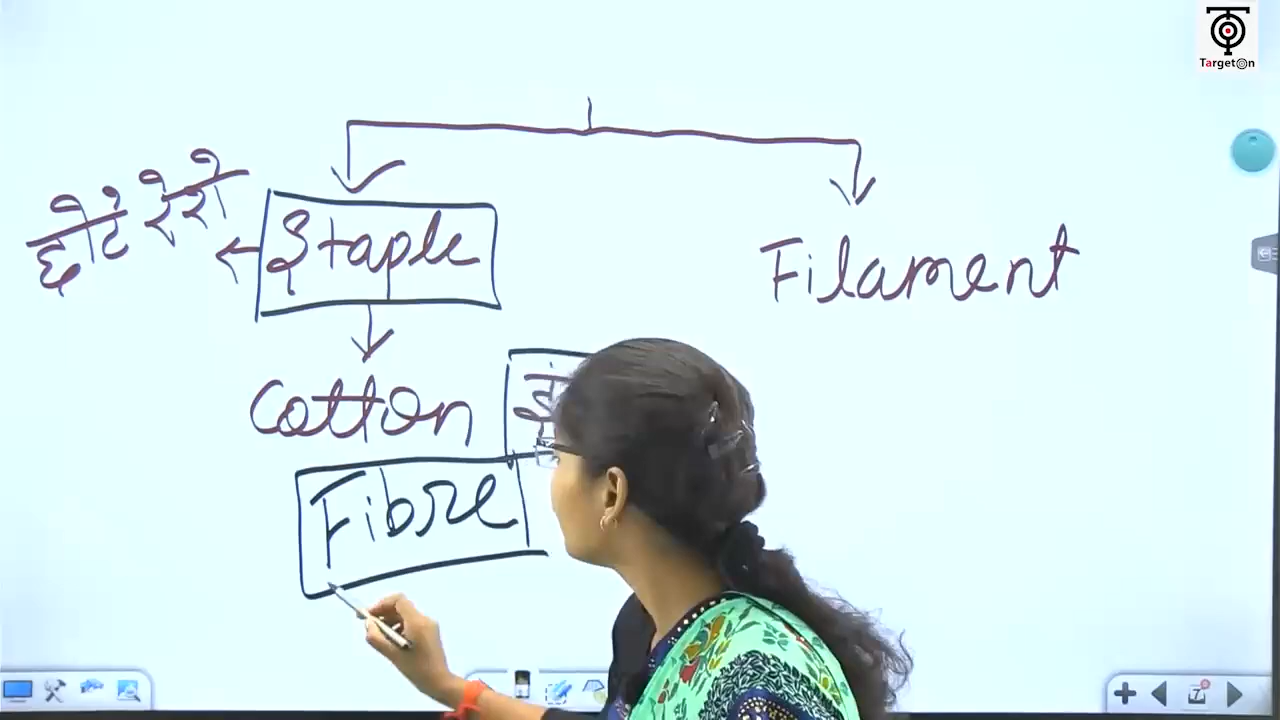 TargetOn
छोटे रेशे
Staple
Filament
Cotton
Fibre